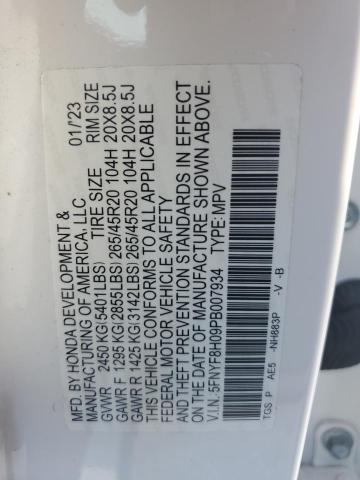 MFD. BY HONDA DEVELOPMENT &
MANUFACTURING OF AMERICA, LLC 01/23
TIRE SIZE RIM SIZE
GVWR 2450 KG(5401LBS)
GAWR F 1295 KG(2855LBS) 265/45R20 104H 20X8.5J
GAWR R 1425 KG(3142LBS) 265/45R20 104H 20X8.5J
THIS VEHICLE CONFORMS TO ALL APPLICABLE
FEDERAL MOTOR VEHICLE SAFETY
AND THEFT PREVENTION STANDARDS IN EFFECT
ON THE DATE OF MANUFACTURE SHOWN ABOVE.
V.I.N.:5FNYF8H09PB007934 TYPE: MPV
TGS P AE5 -NH883P -V -B